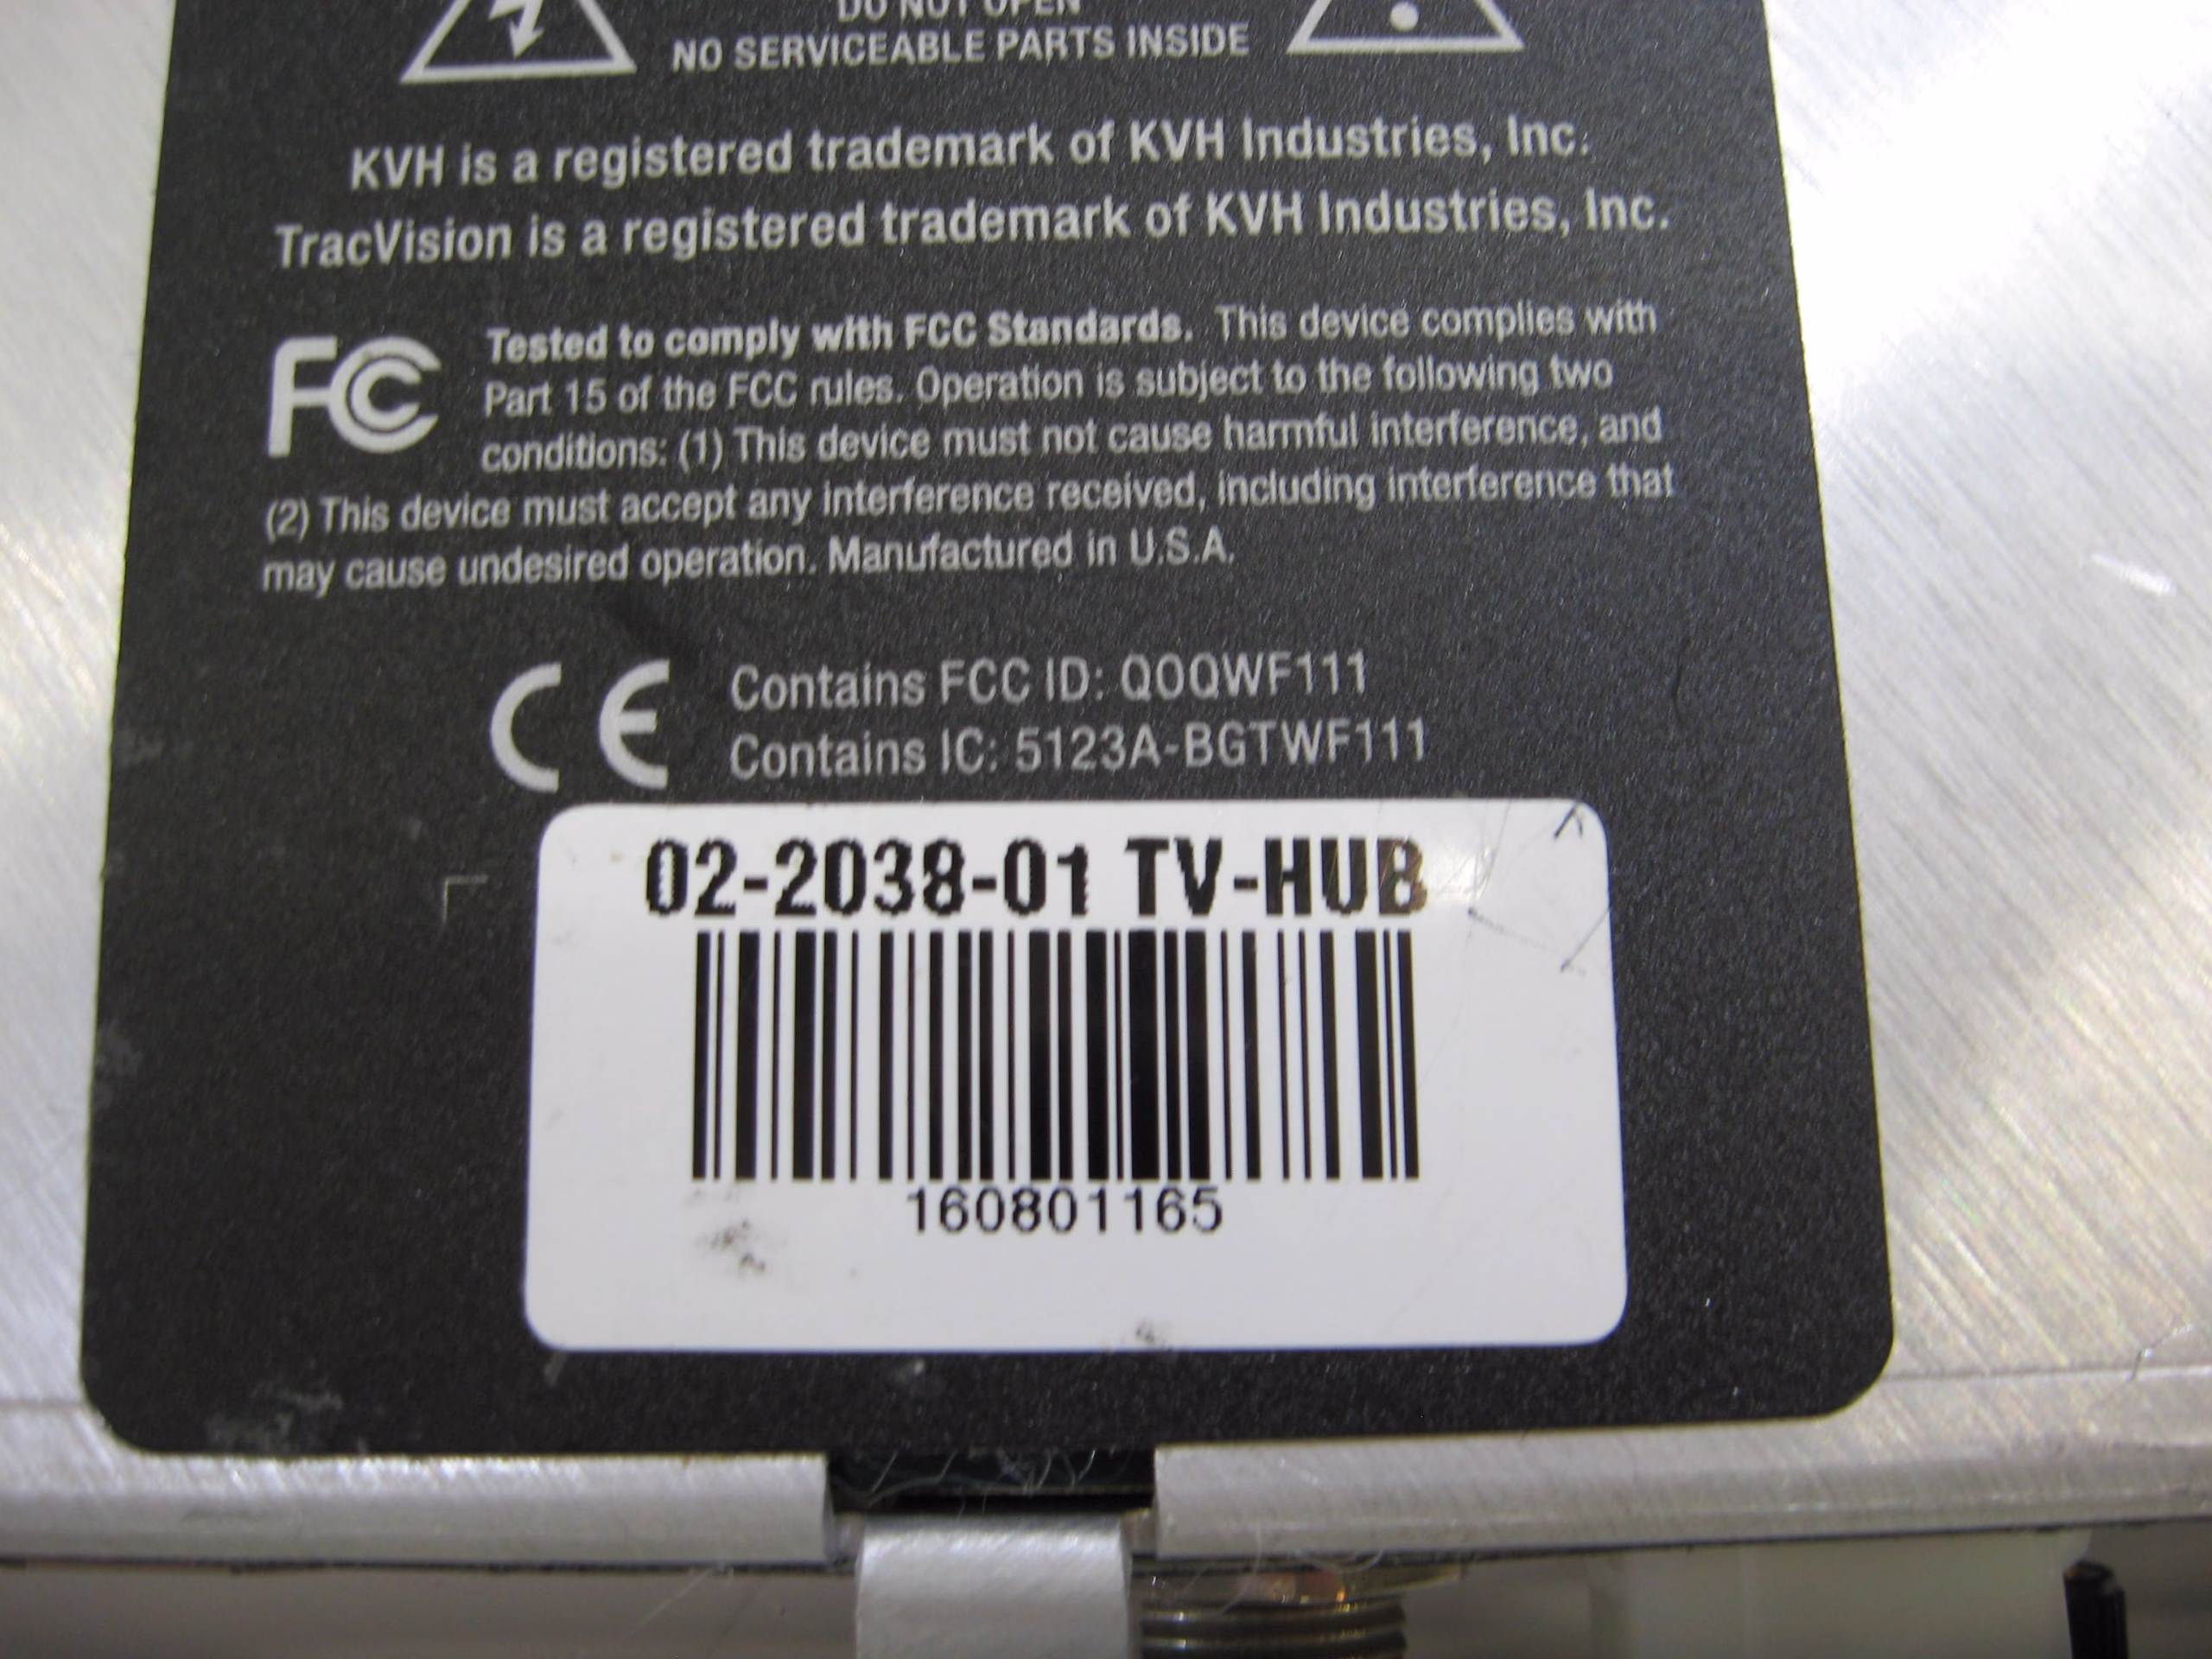 DO NOT OPEN
NO SERVICEABLE PARTS INSIDE
KVH is a registered trademark of KVH Industries, Inc.
TracVision is a registered trademark of KVH Industries, Inc.
FC Tested to comply with FCC Standards. This device complies with
Part 15 of the FCC rules. Operation is subject to the following two
conditions: (1) This device must not cause harmful interference, and
(2) This device must accept any interference received, including interference that
may cause undesired operation. Manufactured in U.S.A.
CE Contains FCC ID: QOQWF111
Contains IC: 5123A-BGTWF111
02-2038-01 TV-HUB
160801165